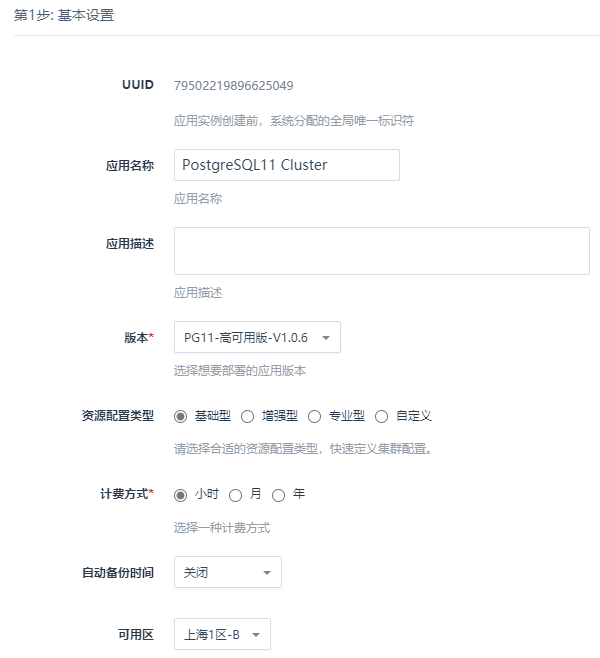 第1步: 基本设置
UUID 79502219896625049
应用实例创建前，系统分配的全局唯一标识符
应用名称 PostgreSQL11 Cluster
应用名称
应用描述
应用描述
版本* PG11-高可用版-V1.0.6
选择想要部署的应用版本
资源配置类型 基础型 增强型 专业型 自定义
请选择合适的资源配置类型，快速定义集群配置。
计费方式* 小时 月 年
选择一种计费方式
自动备份时间 关闭
可用区 上海1区-B